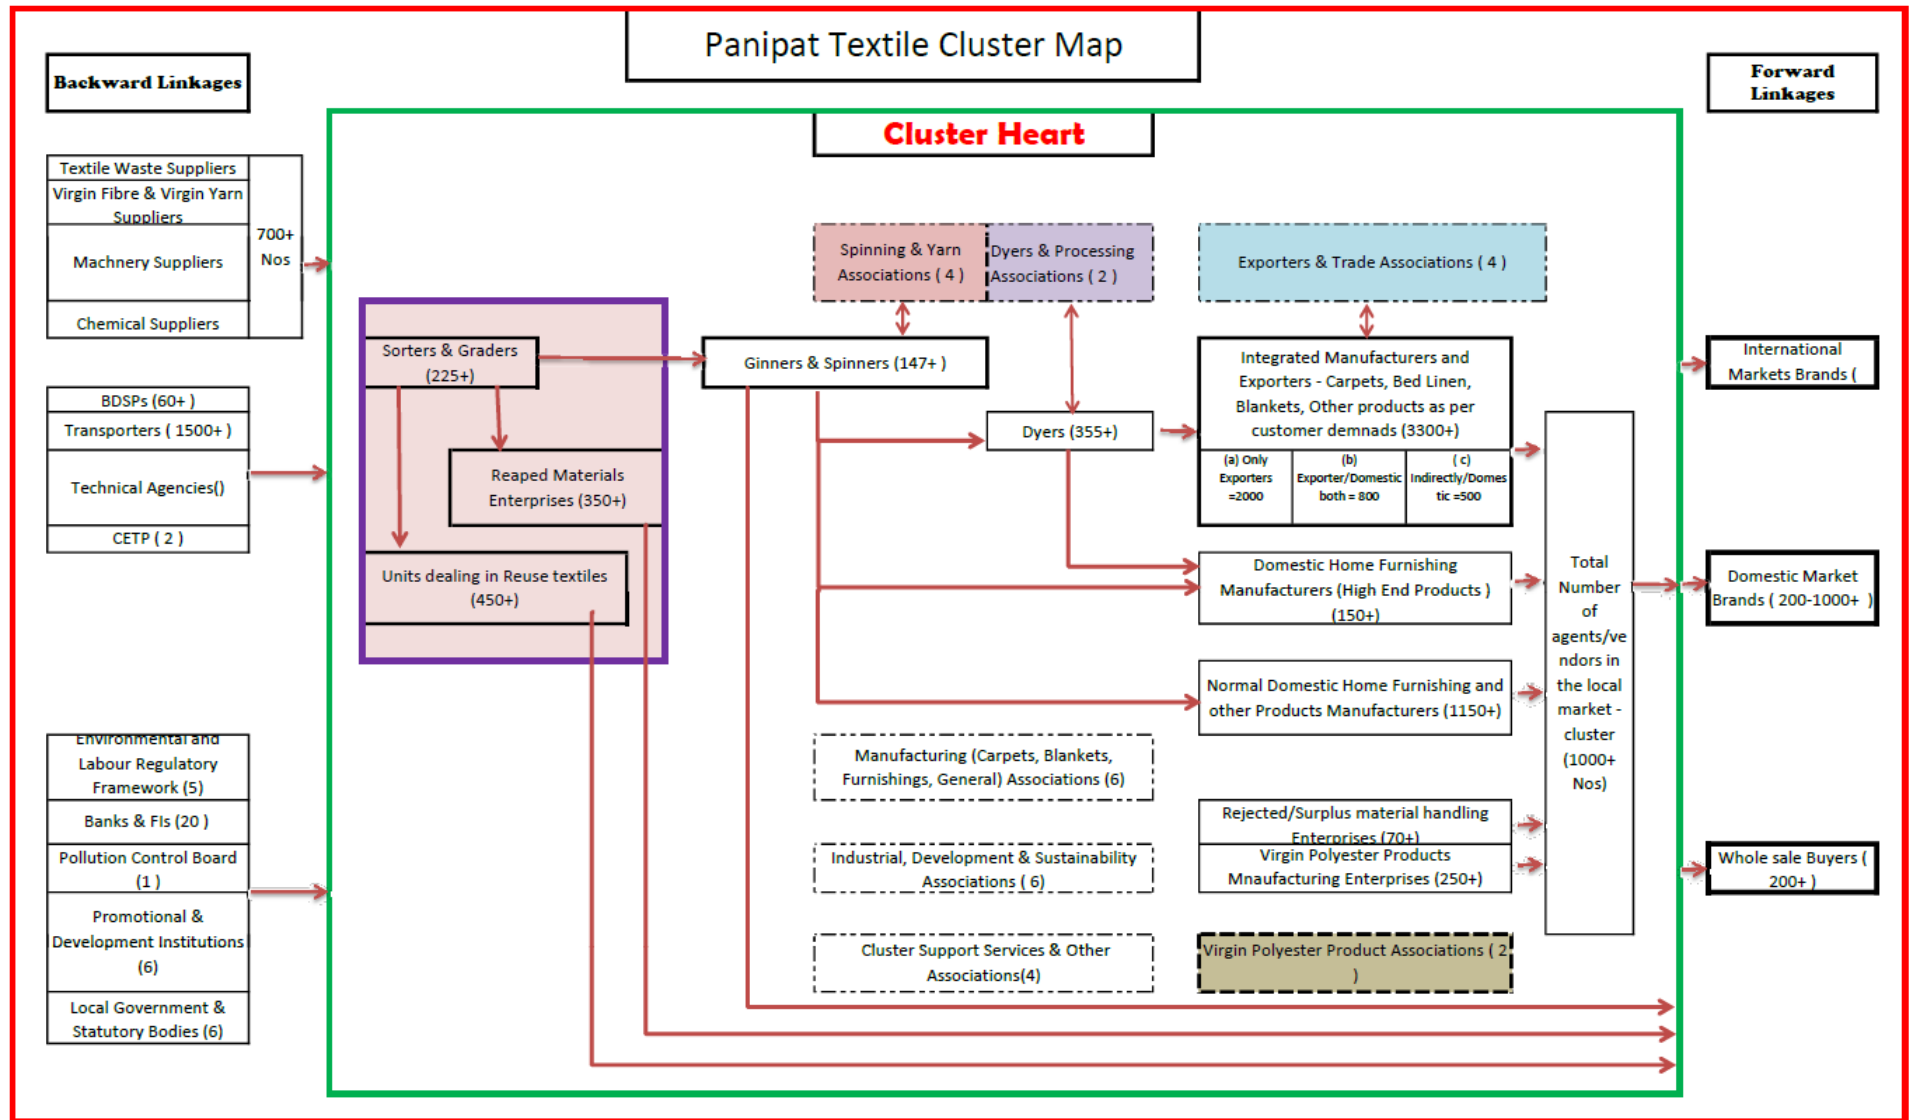 Panipat Textile Cluster Map
Backward Linkages
Forward
Linkages
Cluster Heart
Textile Waste Suppliers
Virgin Fibre & Virgin Yarn
Suppliers
Machnery Suppliers
Chemical Suppliers
700+
Nos
BDSPs (60+ )
Transporters ( 1500+ )
Technical Agencies()
CETP ( 2 )
Environmental and
Labour Regulatory
Framework (5)
Banks & FIs (20 )
Pollution Control Board
(1 )
Promotional &
Development Institutions
(6)
Local Government &
Statutory Bodies (6)
Sorters & Graders
(225+)
Reaped Materials
Enterprises (350+)
Units dealing in Reuse textiles
(450+)
Spinning & Yarn
Associations ( 4 )
Dyers & Processing
Associations ( 2 )
Exporters & Trade Associations ( 4 )
Ginners & Spinners (147+ )
Dyers (355+)
Integrated Manufacturers and
Exporters - Carpets, Bed Linen,
Blankets, Other products as per
customer demnads (3300+)
(a) Only
Exporters
=2000
(b)
Exporter/Domestic
both = 800
( c)
Indirectly/Domes
tic =500
Domestic Home Furnishing
Manufacturers (High End Products )
(150+)
Normal Domestic Home Furnishing and
other Products Manufacturers (1150+)
Manufacturing (Carpets, Blankets,
Furnishings, General) Associations (6)
Rejected/Surplus material handling
Enterprises (70+)
Virgin Polyester Products
Mnaufacturing Enterprises (250+)
Industrial, Development & Sustainability
Associations ( 6)
Cluster Support Services & Other
Associations(4)
Virgin Polyester Product Associations ( 2
)
Total
Number
of
agents/ve
ndors in
the local
market -
cluster
(1000+
Nos)
International
Markets Brands (
Domestic Market
Brands ( 200-1000+ )
Whole sale Buyers (
200+ )